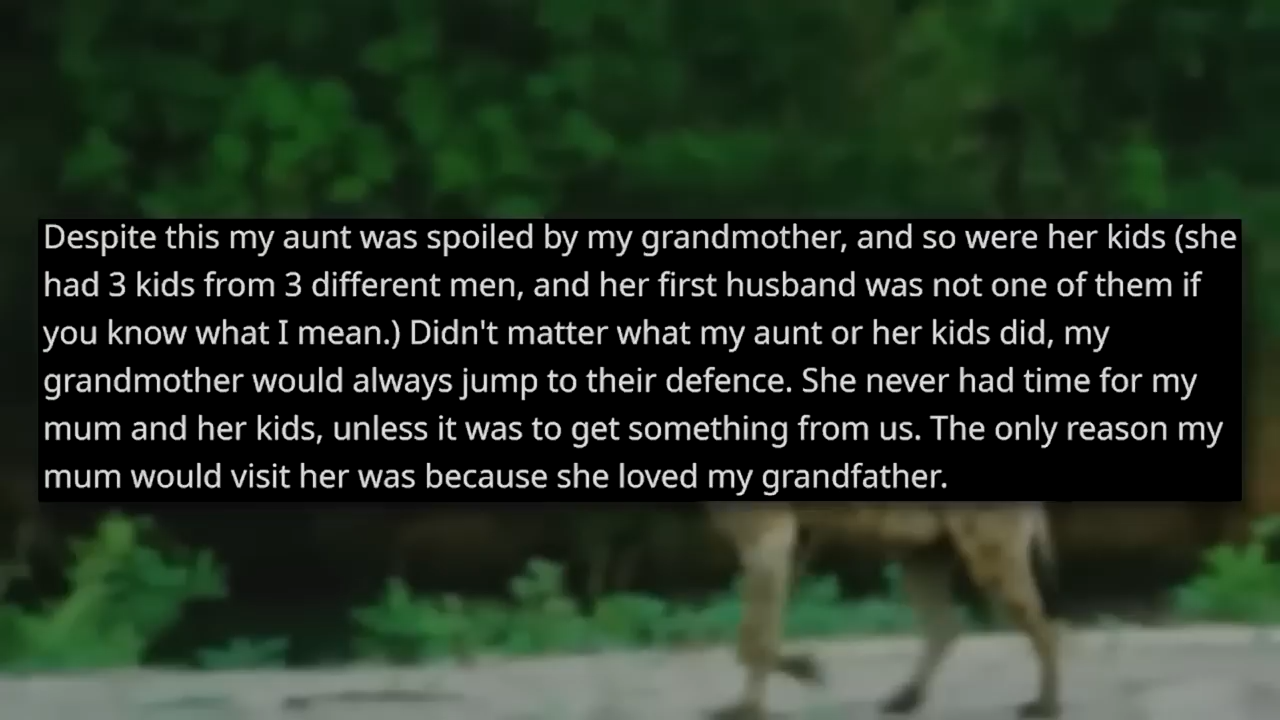 Despite this my aunt was spoiled by my grandmother, and so were her kids (she
had 3 kids from 3 different men, and her first husband was not one of them if
you know what I mean.) Didn't matter what my aunt or her kids did, my
grandmother would always jump to their defence. She never had time for my
mum and her kids, unless it was to get something from us. The only reason my
mum would visit her was because she loved my grandfather.